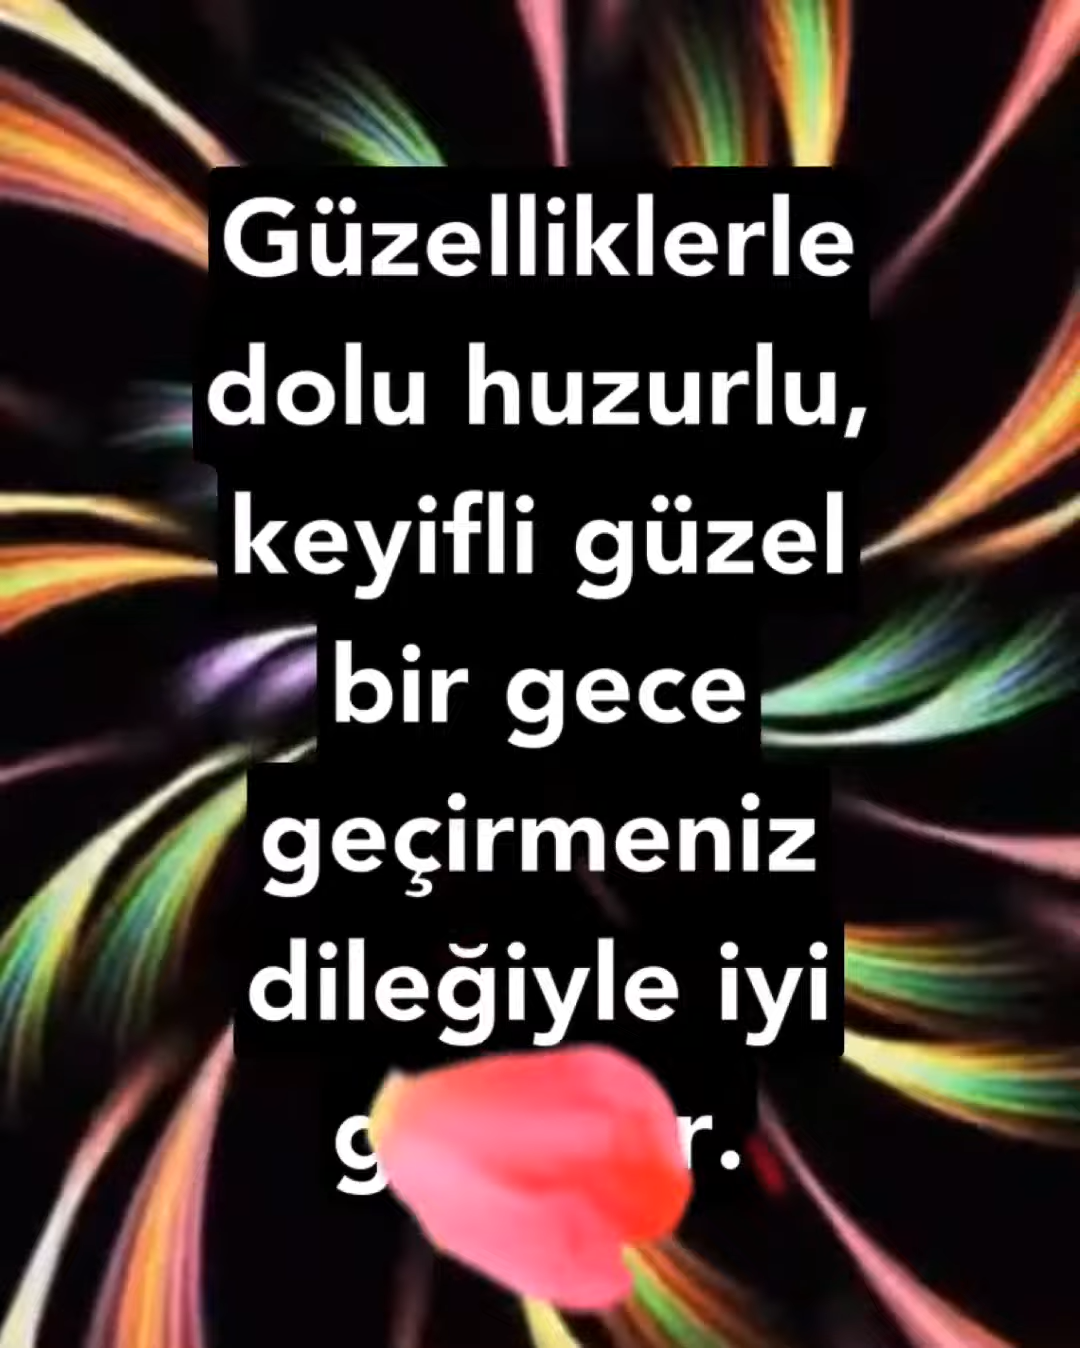 Güzelliklerle
dolu huzurlu,
keyifli güzel
bir gece
geçirmeniz
dileğiyle iyi